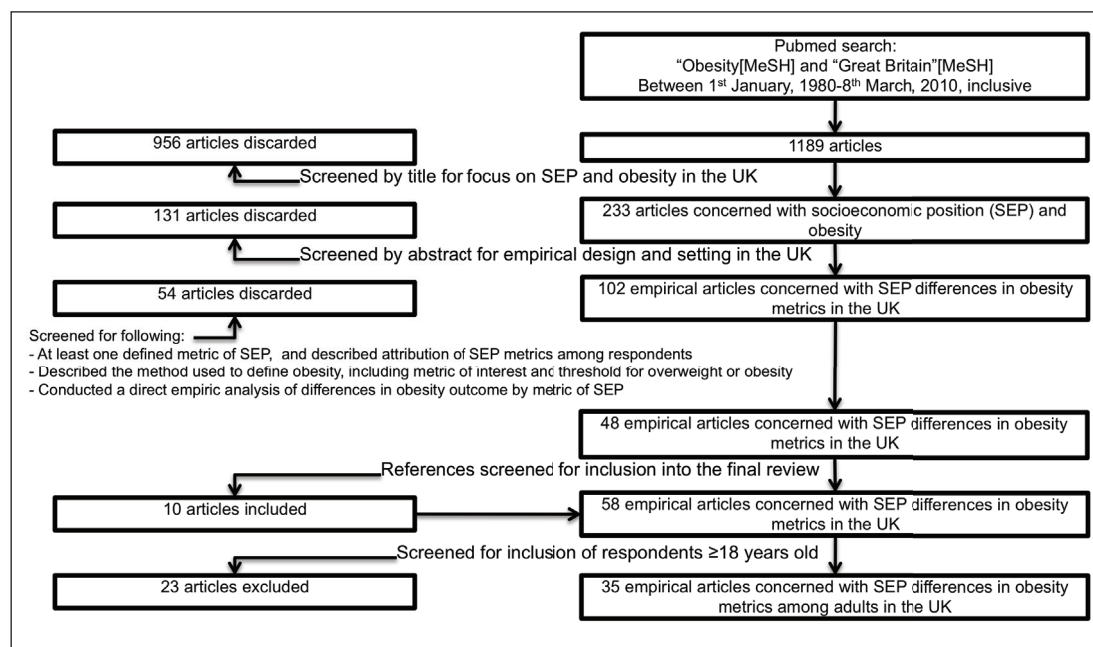 Pubmed search:
“Obesity[MeSH] and “Great Britain”[MeSH]
Between 1st January, 1980-8th March, 2010, inclusive
956 articles discarded
1189 articles
Screened by title for focus on SEP and obesity in the UK
131 articles discarded
233 articles concerned with socioeconomic position (SEP) and
obesity
Screened by abstract for empirical design and setting in the UK
54 articles discarded
102 empirical articles concerned with SEP differences in obesity
metrics in the UK
Screened for following:
- At least one defined metric of SEP, and described attribution of SEP metrics among respondents
- Described the method used to define obesity, including metric of interest and threshold for overweight or obesity
- Conducted a direct empiric analysis of differences in obesity outcome by metric of SEP
48 empirical articles concerned with SEP differences in obesity
metrics in the UK
References screened for inclusion into the final review
10 articles included
58 empirical articles concerned with SEP differences in obesity
metrics in the UK
Screened for inclusion of respondents ≥18 years old
23 articles excluded
35 empirical articles concerned with SEP differences in obesity
metrics among adults in the UK